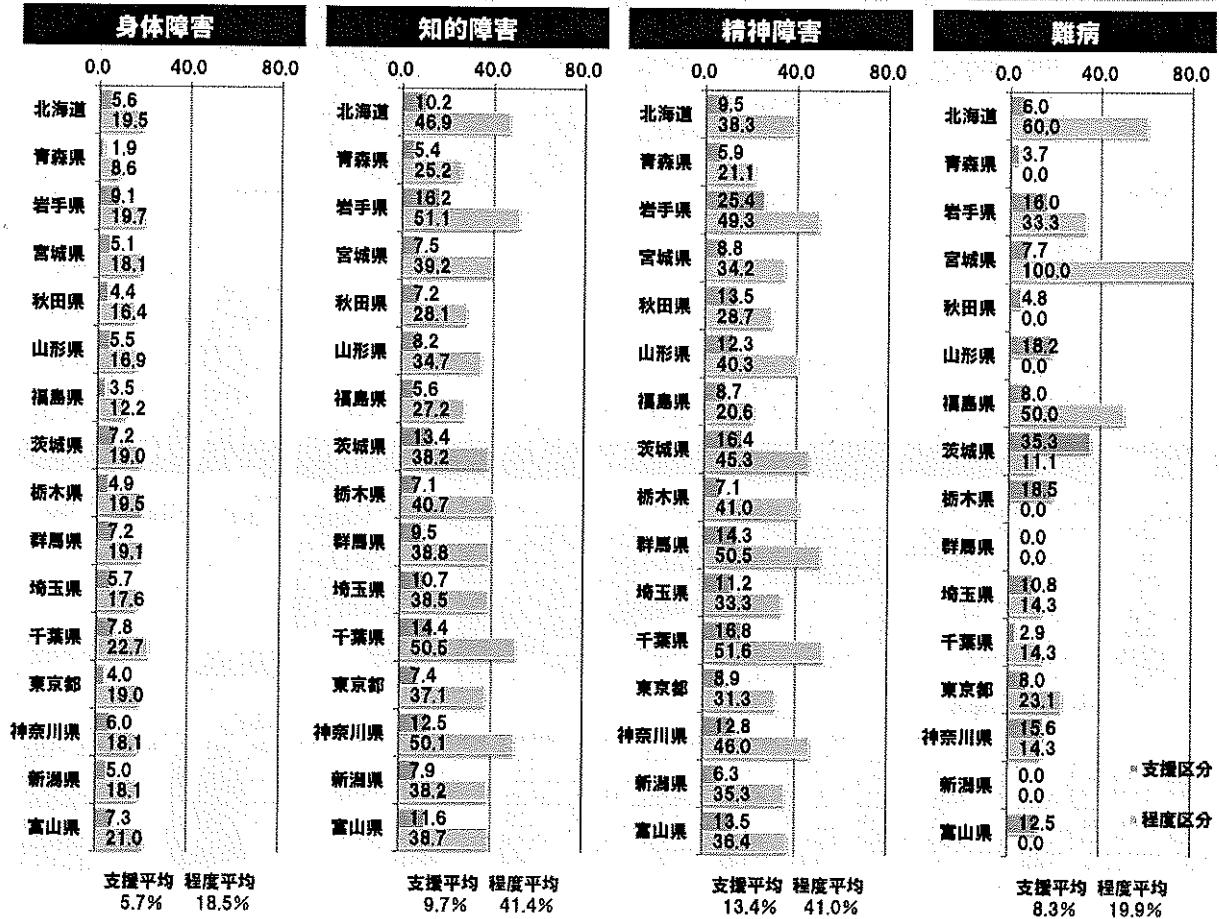 身体障害
0.0 40.0 80.0
北海道 5.6 19.5
青森県 1.9 8.6
岩手県 9.1 19.7
宮城県 5.1 18.1
秋田県 4.4 16.4
山形県 5.5 16.9
福島県 3.5 12.2
茨城県 7.2 19.0
栃木県 4.9 19.5
群馬県 7.2 19.1
埼玉県 5.7 17.6
千葉県 7.8 22.7
東京都 4.0 19.0
神奈川県 6.0 18.1
新潟県 5.0 18.1
富山県 7.3 21.0
支援平均 程度平均
5.7% 18.5%
知的障害
0.0 40.0 80.0
北海道 10.2 46.9
青森県 5.4 25.2
岩手県 16.2 51.1
宮城県 7.5 39.2
秋田県 7.2 28.1
山形県 8.2 34.7
福島県 5.6 27.2
茨城県 13.4 38.2
栃木県 7.1 40.7
群馬県 9.5 38.8
埼玉県 10.7 38.5
千葉県 14.4 50.6
東京都 7.4 37.1
神奈川県 12.5 50.1
新潟県 7.9 38.2
富山県 11.6 38.7
支援平均 程度平均
9.7% 41.4%
精神障害
0.0 40.0 80.0
北海道 9.5 38.3
青森県 5.9 21.1
岩手県 25.4 49.3
宮城県 8.8 34.2
秋田県 13.5 28.7
山形県 12.3 40.3
福島県 8.7 20.6
茨城県 16.4 45.3
栃木県 7.1 41.0
群馬県 14.3 50.5
埼玉県 11.2 33.3
千葉県 16.8 51.6
東京都 8.9 31.3
神奈川県 12.8 46.0
新潟県 6.3 35.3
富山県 13.5 36.4
支援平均 程度平均
13.4% 41.0%
難病
0.0 40.0 80.0
北海道 6.0 60.0
青森県 3.7 0.0
岩手県 16.0 33.3
宮城県 7.7 100.0
秋田県 4.8 0.0
山形県 18.2 0.0
福島県 8.0 50.0
茨城県 35.3 11.1
栃木県 18.5 0.0
群馬県 0.0 0.0
埼玉県 10.8 14.3
千葉県 2.9 14.3
東京都 8.0 23.1
神奈川県 15.6 14.3
新潟県 0.0 0.0
富山県 12.5 0.0
支援区分
程度区分
支援平均 程度平均
8.3% 19.9%